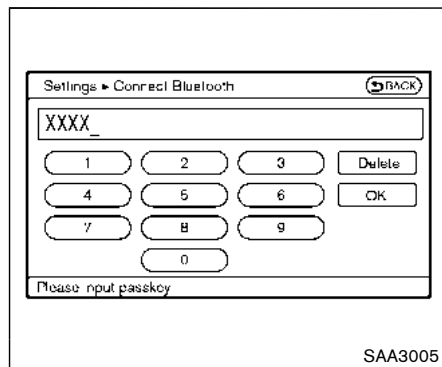 Settings ▸ Connect Bluetooth BACK
XXXX_
1 2 3 Delete
4 5 6 OK
7 8 9
0
Please input passkey
SAA3005